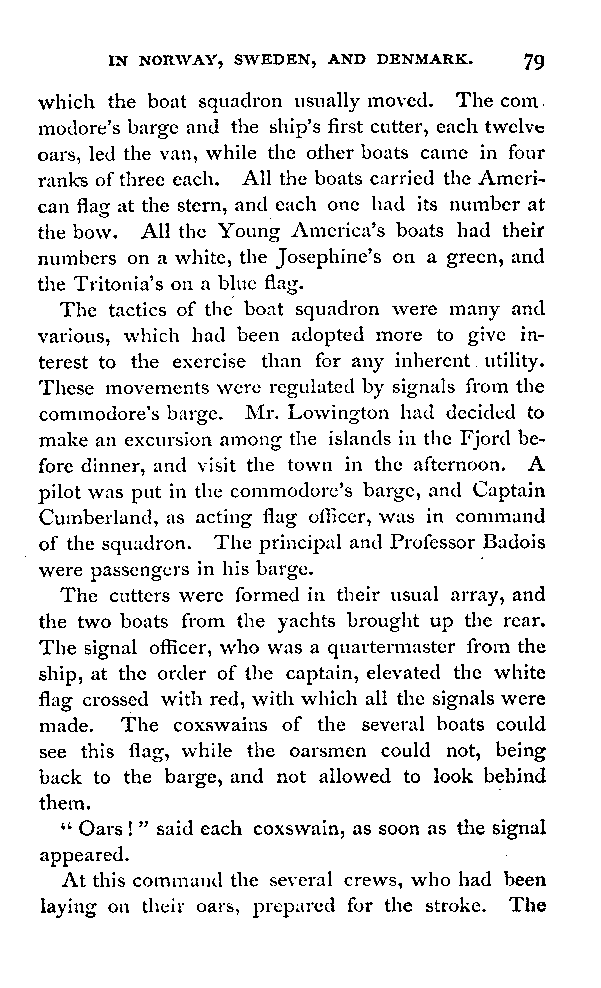 IN NORWAY, SWEDEN, AND DENMARK. 79
which the boat squadron usually moved. The com-
modore's barge and the ship's first cutter, each twelve
oars, led the van, while the other boats came in four
ranks of three each. All the boats carried the Ameri-
can flag at the stern, and each one had its number at
the bow. All the Young America's boats had their
numbers on a white, the Josephine's on a green, and
the Tritonia's on a blue flag.
The tactics of the boat squadron were many and
various, which had been adopted more to give in-
terest to the exercise than for any inherent utility.
These movements were regulated by signals from the
commodore's barge. Mr. Lowington had decided to
make an excursion among the islands in the Fjord be-
fore dinner, and visit the town in the afternoon. A
pilot was put in the commodore's barge, and Captain
Cumberland, as acting flag officer, was in command
of the squadron. The principal and Professor Badois
were passengers in his barge.
The cutters were formed in their usual array, and
the two boats from the yachts brought up the rear.
The signal officer, who was a quartermaster from the
ship, at the order of the captain, elevated the white
flag crossed with red, with which all the signals were
made. The coxswains of the several boats could
see this flag, while the oarsmen could not, being
back to the barge, and not allowed to look behind
them.
"Oars!" said each coxswain, as soon as the signal
appeared.
At this command the several crews, who had been
laying on their oars, prepared for the stroke. The